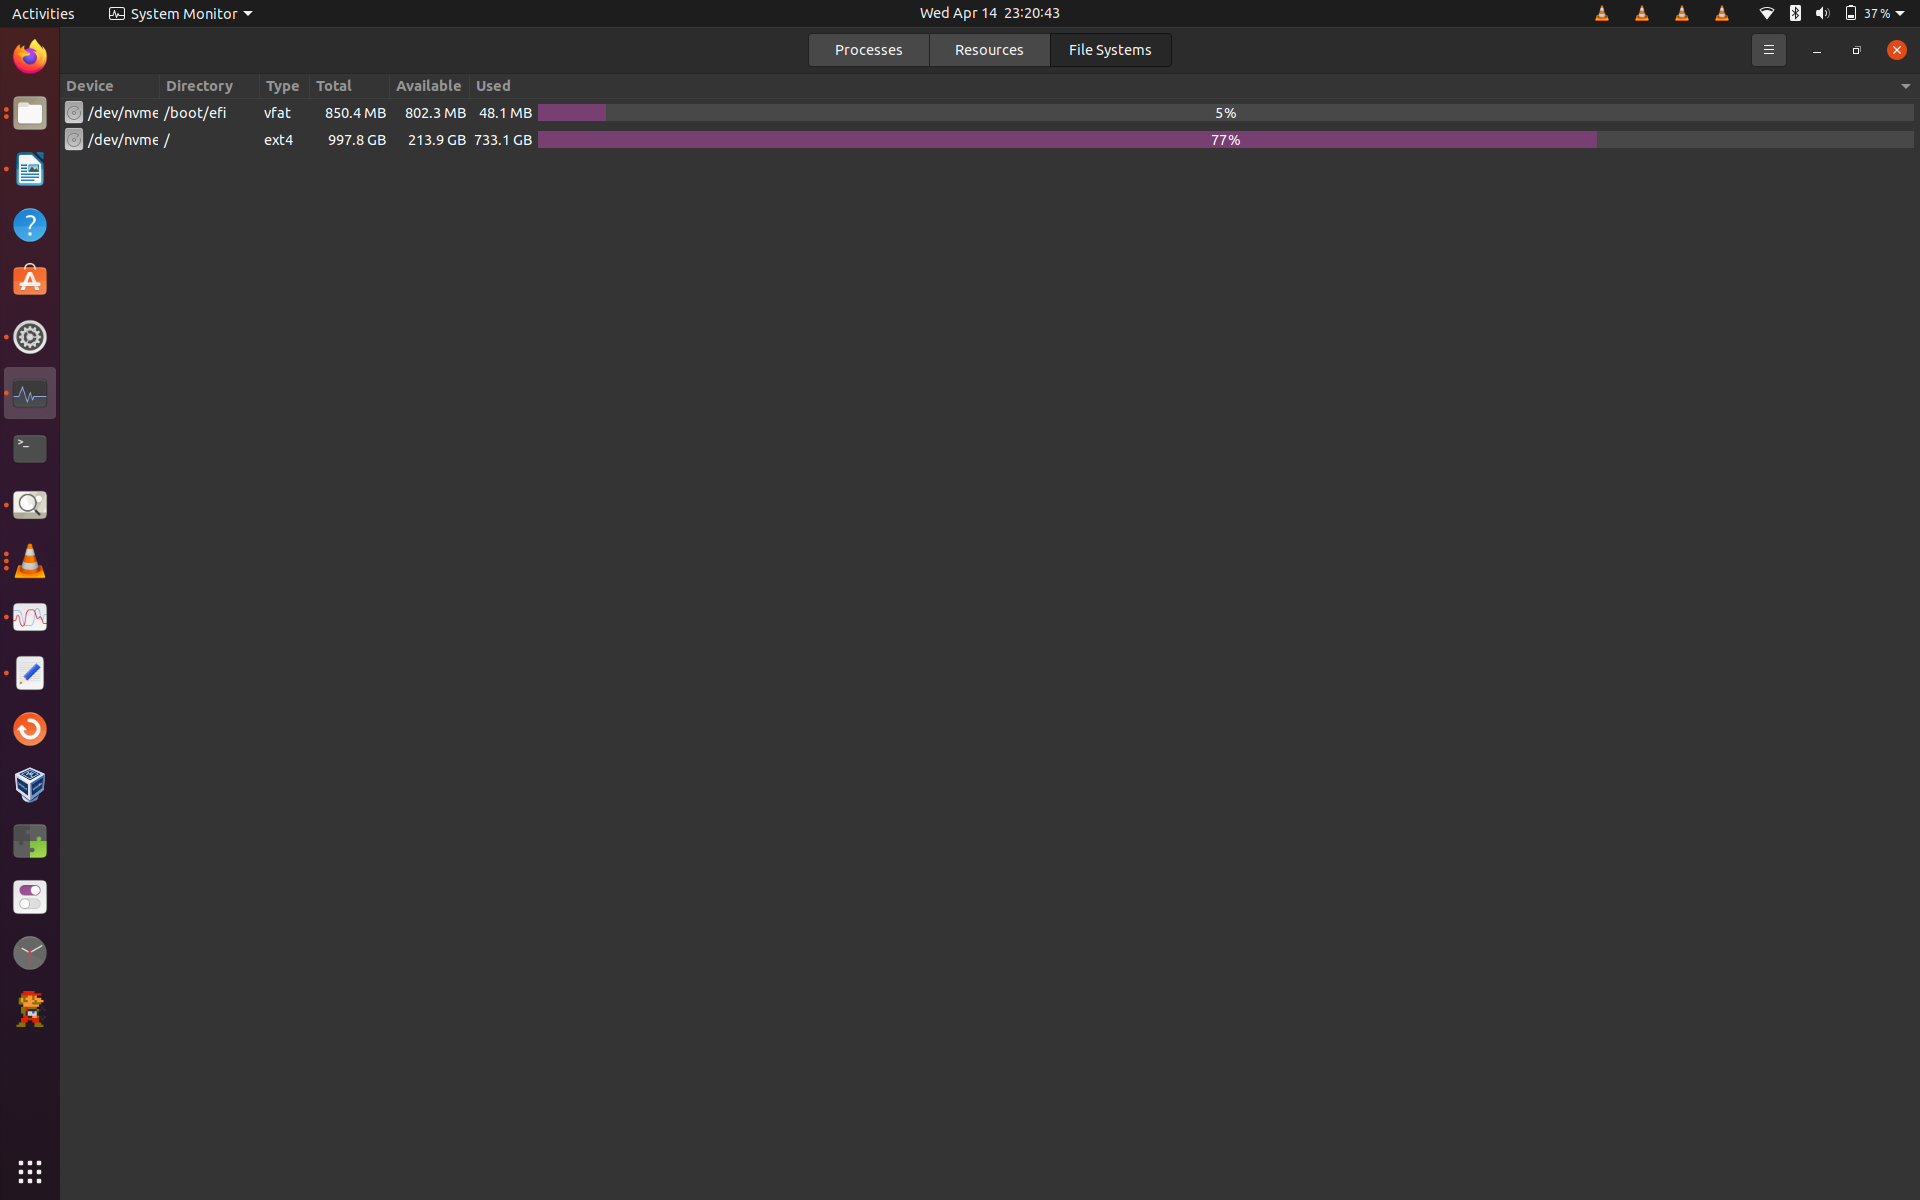 Activities System Monitor Wed Apr 14 23:20:43 37%
Processes Resources File Systems
Device Directory Type Total Available Used
/dev/nvme /boot/efi vfat 850.4 MB 802.3 MB 48.1 MB 5%
/dev/nvme / ext4 997.8 GB 213.9 GB 733.1 GB 77%